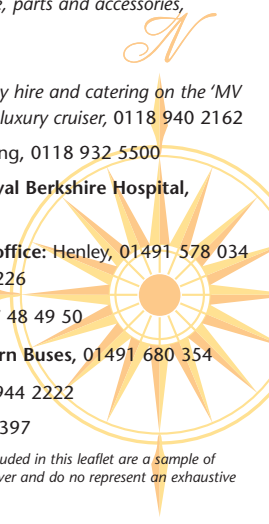 , parts and accessories,
N
y hire and catering on the 'MV
luxury cruiser, 0118 940 2162
ng, 0118 932 5500
yal Berkshire Hospital,
office: Henley, 01491 578 034
226
48 49 50
rn Buses, 01491 680 354
944 2222
397
uded in this leaflet are a sample of
ver and do no represent an exhaustive